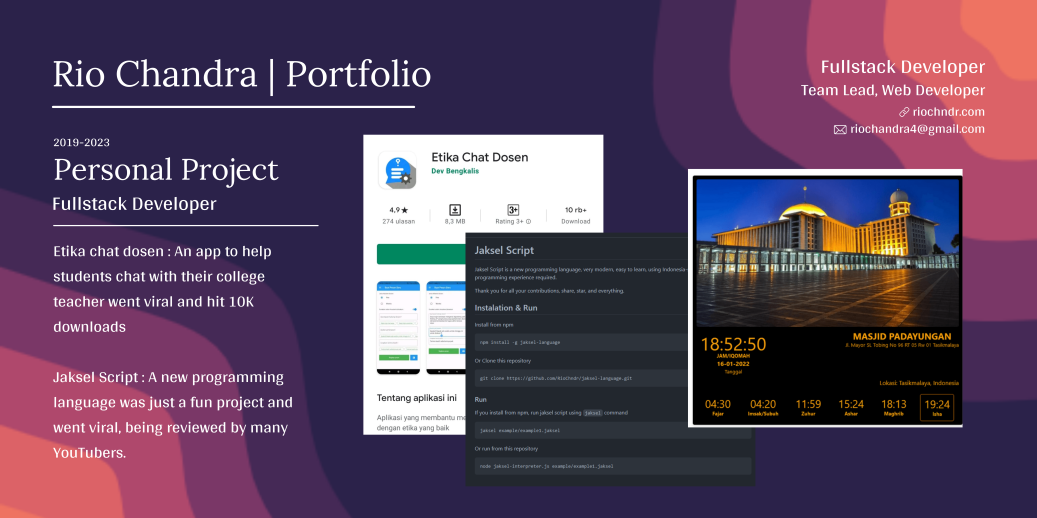 Rio Chandra | Portfolio
Fullstack Developer
Team Lead, Web Developer
riochndr.com
riochandra4@gmail.com
2019-2023
Personal Project
Fullstack Developer
Etika chat dosen : An app to help
students chat with their college
teacher went viral and hit 10K
downloads
Jaksel Script : A new programming
language was just a fun project and
went viral, being reviewed by many
YouTubers.
Etika Chat Dosen
Dev Bengkalis
4,9★
274 ulasan
8,3 MB
3+
Rating 3+
10 rb+
Download
Tentang aplikasi ini
Aplikasi yang membantu
dengan etika yang baik
Jaksel Script
Jaksel Script is a new programming language, very modern, easy to learn, using Indonesia -
programming experience required.
Thank you for all your contributions, share, star, and everything.
Instalation & Run
Install from npm
npm install -g jaksel-language
Or Clone this repository
git clone https://github.com/RioChndr/jaksel-language.git
Run
If you install from npm, run jaksel script using jaksel command
jaksel example/example1.jaksel
Or run from this repository
node jaksel-interpreter.js example/example1.jaksel
18:52:50
JAM/IQOMAH
16-01-2022
Tanggal
MASJID PADAYUNGAN
Jl. Mayor SL Tobing No 96 RT 05 Rw 01 Tasikmalaya
Lokasi: Tasikmalaya, Indonesia
04:30 04:20 11:59 15:24 18:13 19:24
Fajar Imsak/Subuh Zuhur Azhar Maghrib Isha